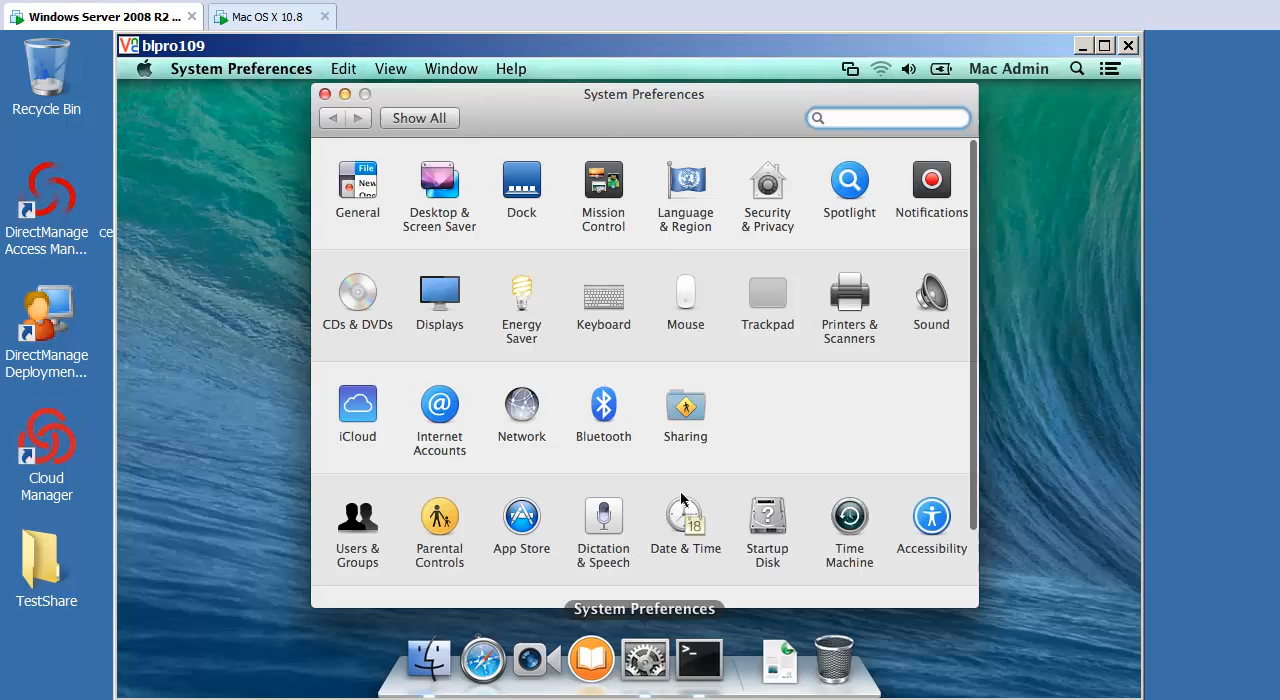 Windows Server 2008 R2 ...
Mac OS X 10.8
blpro109
System Preferences Edit View Window Help
Mac Admin
System Preferences
Show All
General
Desktop &
Screen Saver
Dock
Mission
Control
Language
& Region
Security
& Privacy
Spotlight
Notifications
CDs & DVDs
Displays
Energy
Saver
Keyboard
Mouse
Trackpad
Printers &
Scanners
Sound
iCloud
Internet
Accounts
Network
Bluetooth
Sharing
Users &
Groups
Parental
Controls
App Store
Dictation
& Speech
18
Date & Time
Startup
Disk
Time
Machine
Accessibility
System Preferences
Recycle Bin
DirectManage
Access Man...
ce
DirectManage
Deploymen...
Cloud
Manager
TestShare
File
New